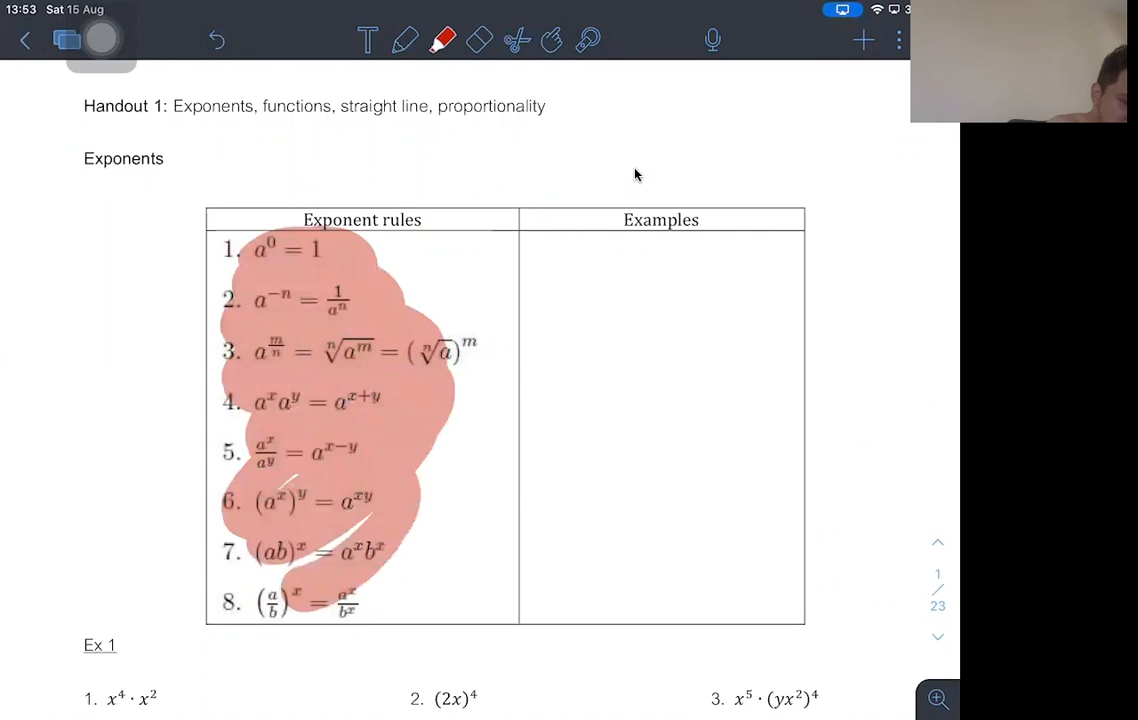 13:53 Sat 15 Aug 3
Handout 1: Exponents, functions, straight line, proportionality
Exponents
Exponent rules Examples
1. a⁰ = 1
2. a⁻ⁿ = 1/aⁿ
3. a^(m/n) = ⁿ√(aᵐ) = (ⁿ√a)ᵐ
4. aˣaʸ = aˣ⁺ʸ
5. aˣ/aʸ = aˣ⁻ʸ
6. (aˣ)ʸ = aˣʸ
7. (ab)ˣ = aˣbˣ
8. (a/b)ˣ = aˣ/bˣ
1
/
23
Ex 1
1. x⁴ · x² 2. (2x)⁴ 3. x⁵ · (yx²)⁴